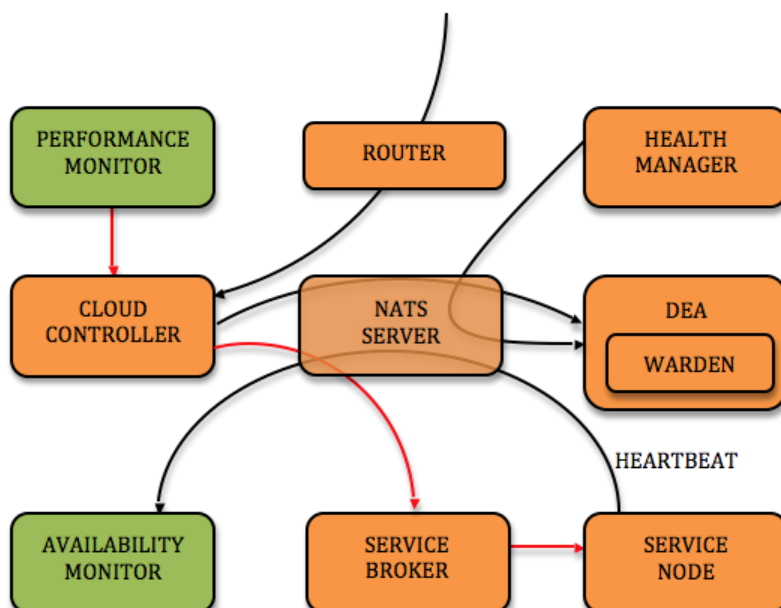 PERFORMANCE
MONITOR
ROUTER
HEALTH
MANAGER
CLOUD
CONTROLLER
NATS
SERVER
DEA
WARDEN
HEARTBEAT
AVAILABILITY
MONITOR
SERVICE
BROKER
SERVICE
NODE